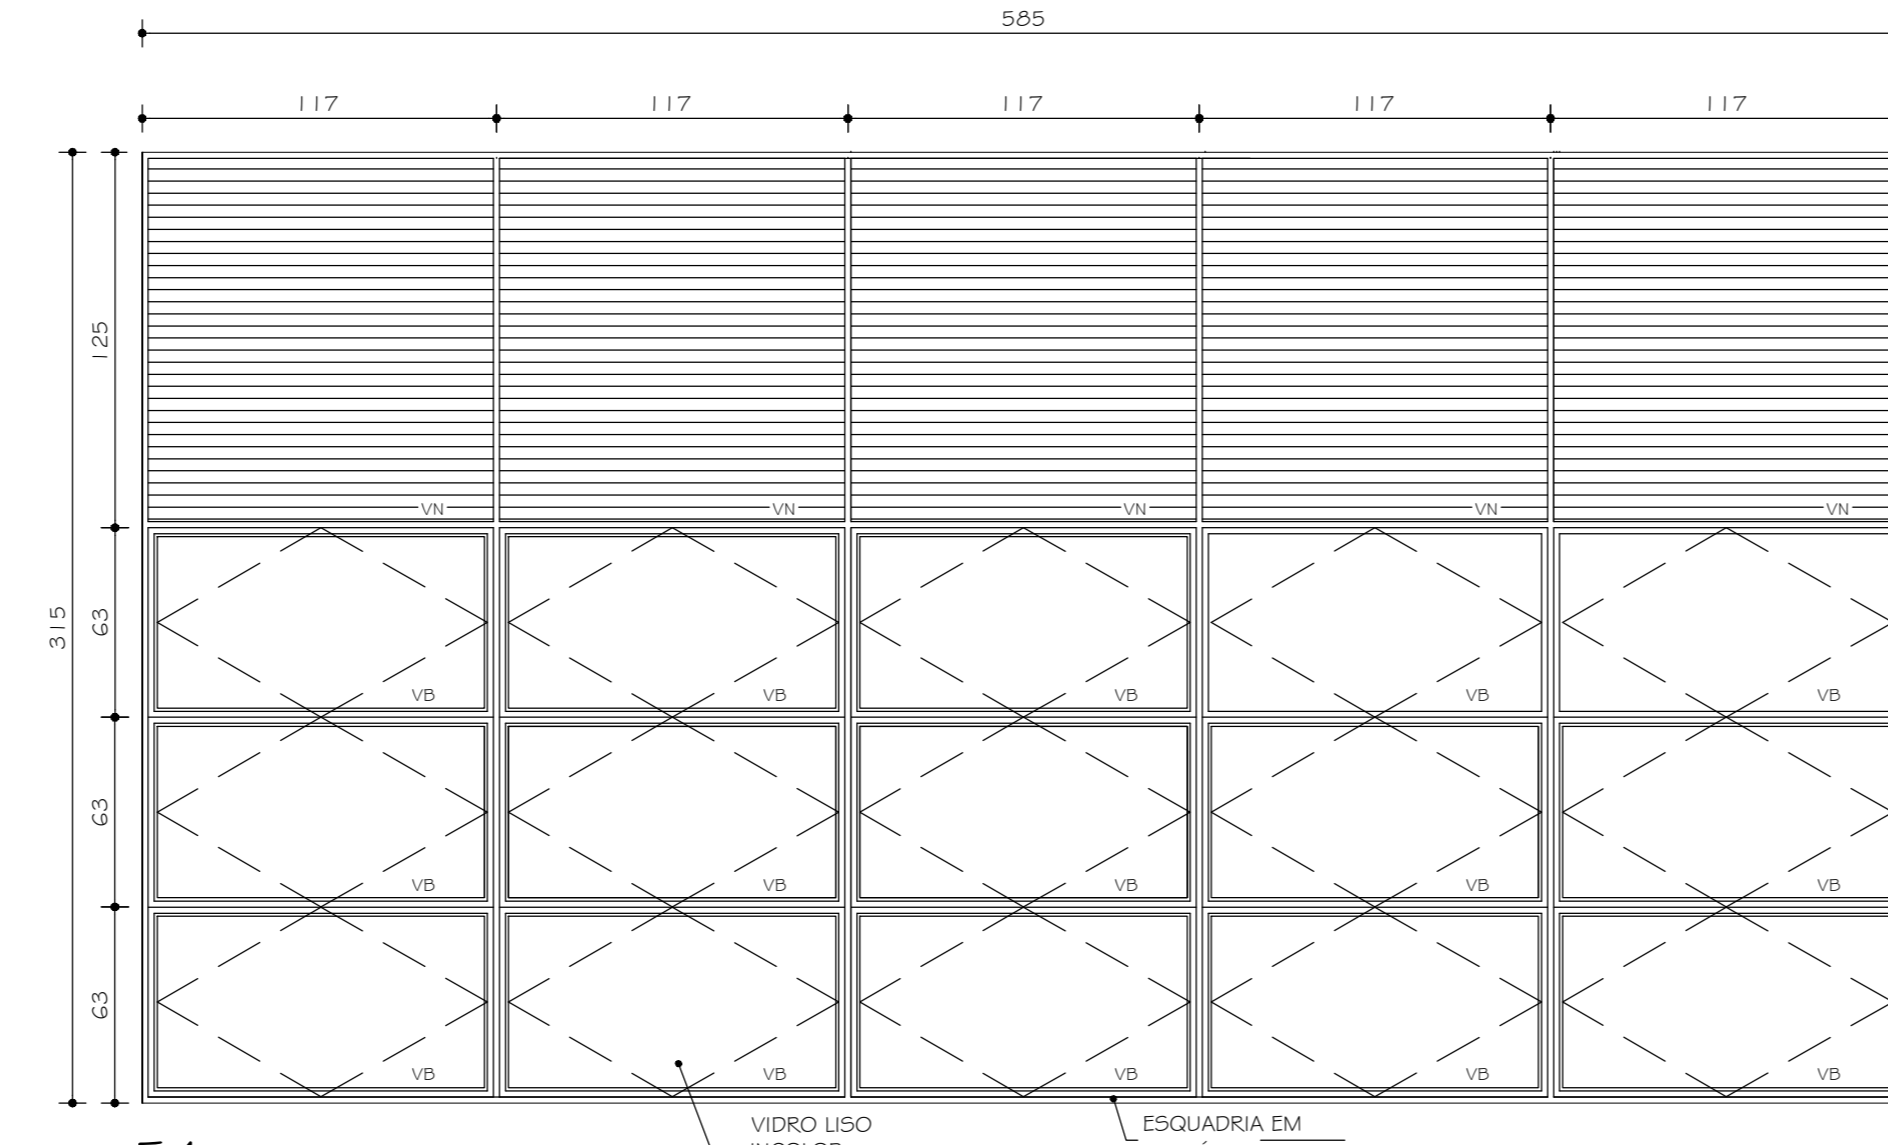 585
117 117 117 117 117
125
VN VN VN VN VN
315
63
VB VB VB VB VB
63
VB VB VB VB VB
63
VB VB VB VB VB
VIDRO LISO
ESQUADRIA EM